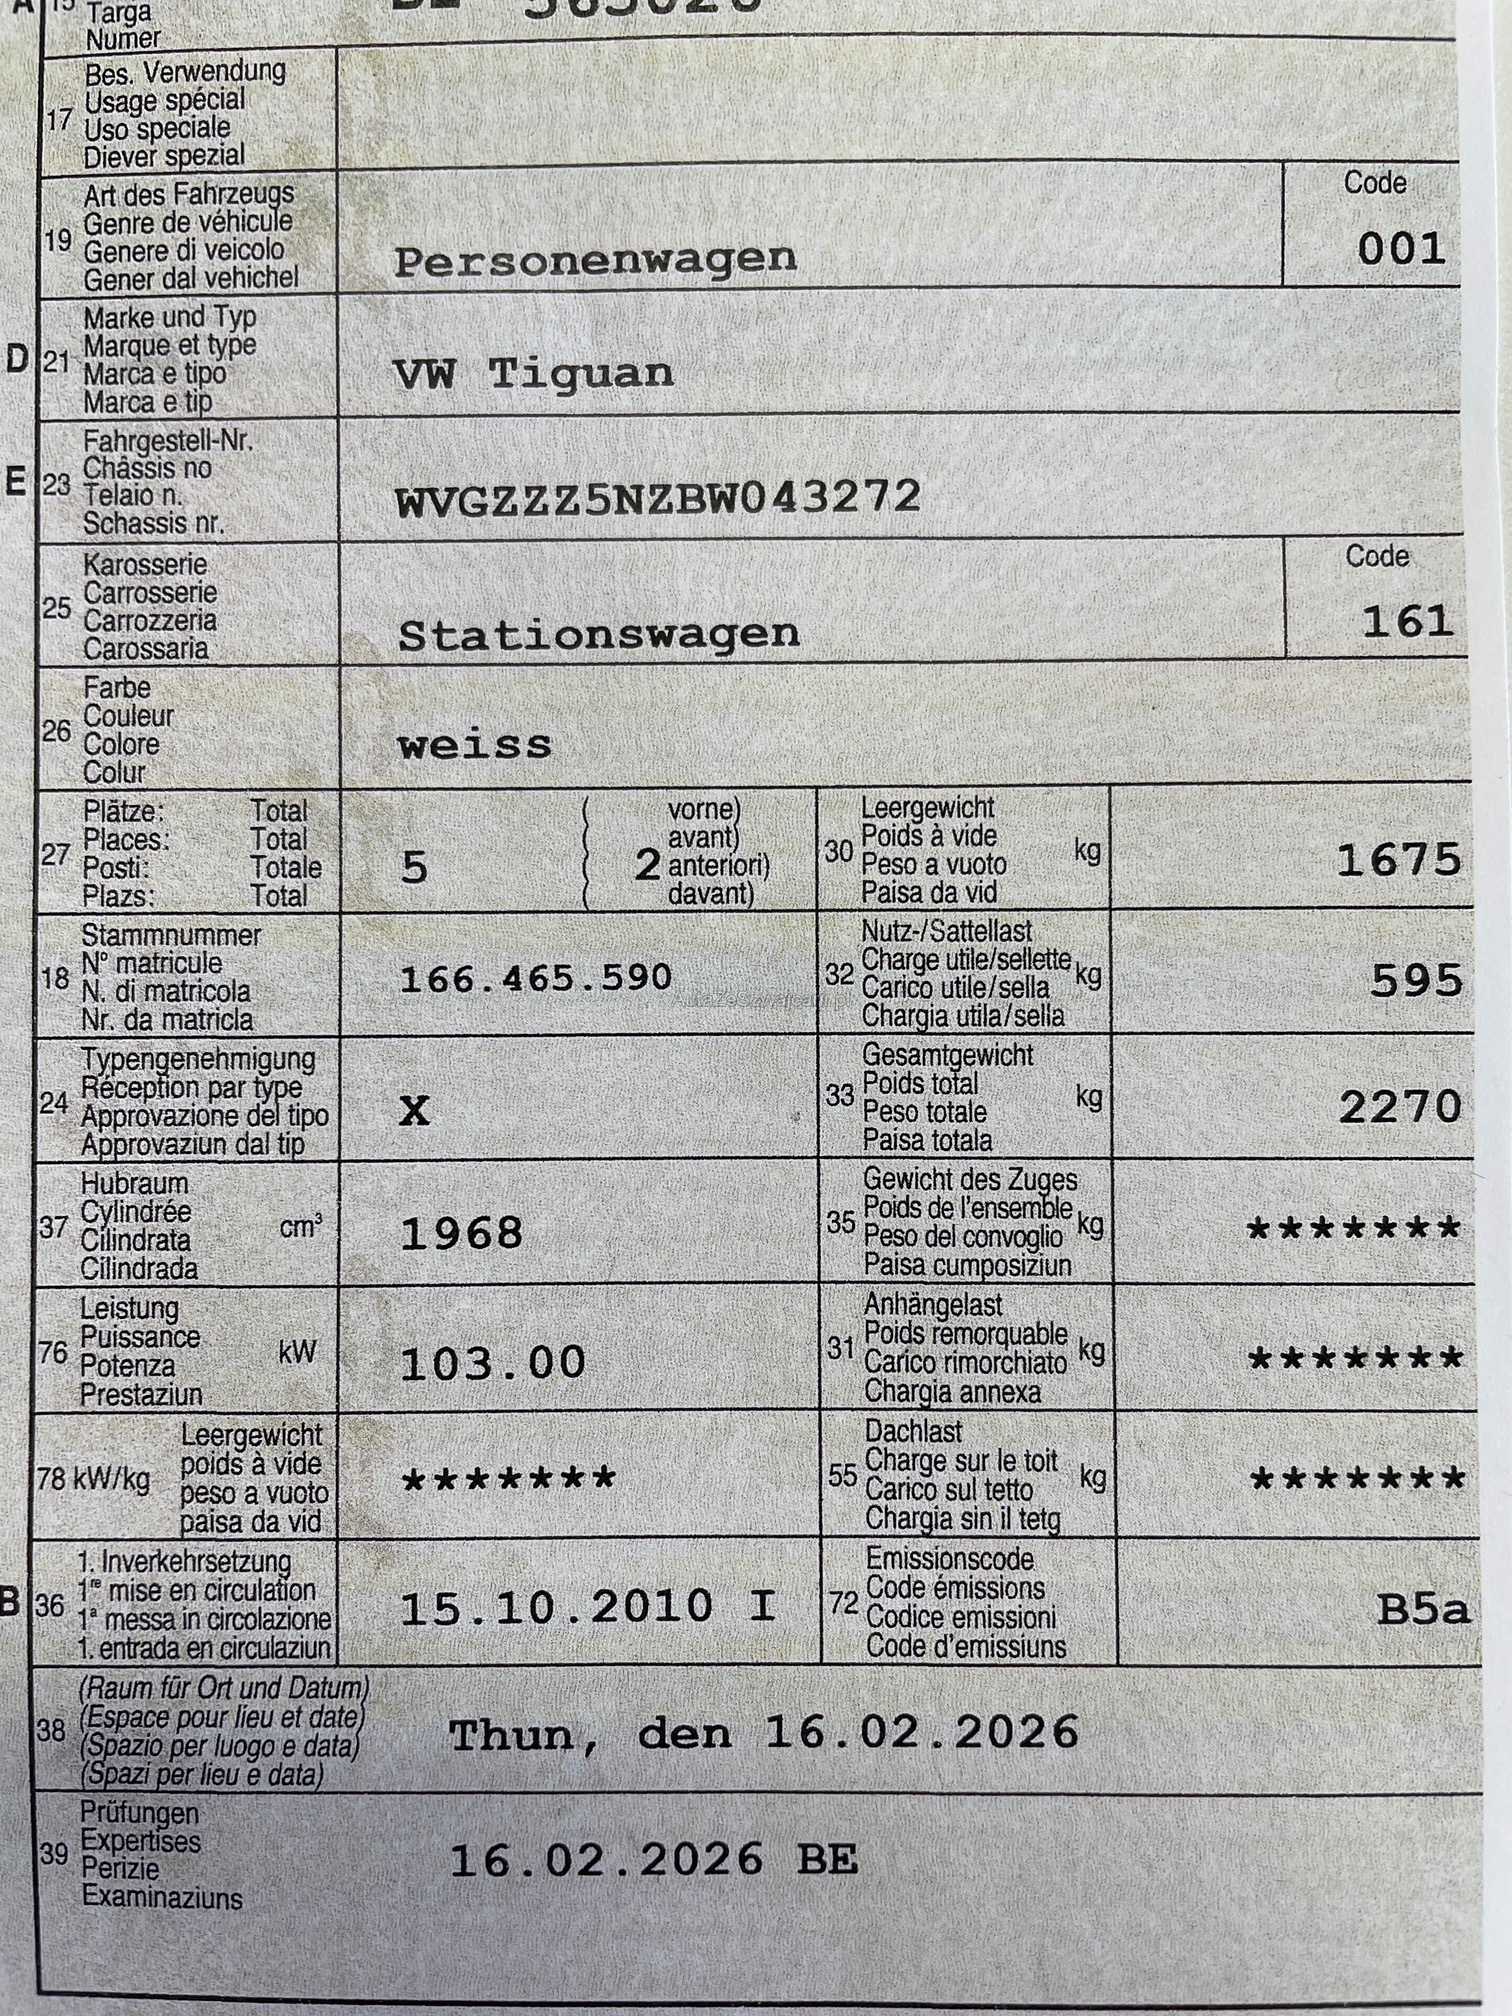 A 15 Targa
Numer
17 Bes. Verwendung
Usage spécial
Uso speciale
Diever spezial
19 Art des Fahrzeugs
Genre de véhicule
Genere di veicolo
Gener dal vehichel
Personenwagen
Code
001
D 21 Marke und Typ
Marque et type
Marca e tipo
Marca e tip
VW Tiguan
E 23 Fahrgestell-Nr.
Châssis no
Telaio n.
Schassis nr.
WVGZZZ5NZBW043272
25 Karosserie
Carrosserie
Carrozzeria
Carossaria
Stationswagen
Code
161
26 Farbe
Couleur
Colore
Colur
weiss
27 Plätze: Total
Places: Total
Posti: Totale
Plazs: Total
5
2
vorne)
avant)
anteriori)
davant)
30 Leergewicht
Poids à vide
Peso a vuoto
Paisa da vid
kg
1675
18 Stammnummer
N° matricule
N. di matricola
Nr. da matricla
166.465.590
32 Nutz-/Sattellast
Charge utile/sellette
Carico utile/sella
Chargia utila/sella
kg
595
24 Typengenehmigung
Réception par type
Approvazione del tipo
Approvaziun dal tip
X
33 Gesamtgewicht
Poids total
Peso totale
Paisa totala
kg
2270
37 Hubraum
Cylindrée
Cilindrata
Cilindrada
cm³
1968
35 Gewicht des Zuges
Poids de l'ensemble
Peso del convoglio
Paisa cumposiziun
kg
*******
76 Leistung
Puissance
Potenza
Prestaziun
kW
103.00
31 Anhängelast
Poids remorquable
Carico rimorchiato
Chargia annexa
kg
*******
78 kW/kg
Leergewicht
poids à vide
peso a vuoto
paisa da vid
*******
55 Dachlast
Charge sur le toit
Carico sul tetto
Chargia sin il tetg
kg
*******
B 36 1. Inverkehrsetzung
1re mise en circulation
1a messa in circolazione
1. entrada en circulaziun
15.10.2010 I
72 Emissionscode
Code émissions
Codice emissioni
Code d'emissiuns
B5a
38 (Raum für Ort und Datum)
(Espace pour lieu et date)
(Spazio per luogo e data)
(Spazi per lieu e data)
Thun, den 16.02.2026
39 Prüfungen
Expertises
Perizie
Examinaziuns
16.02.2026 BE